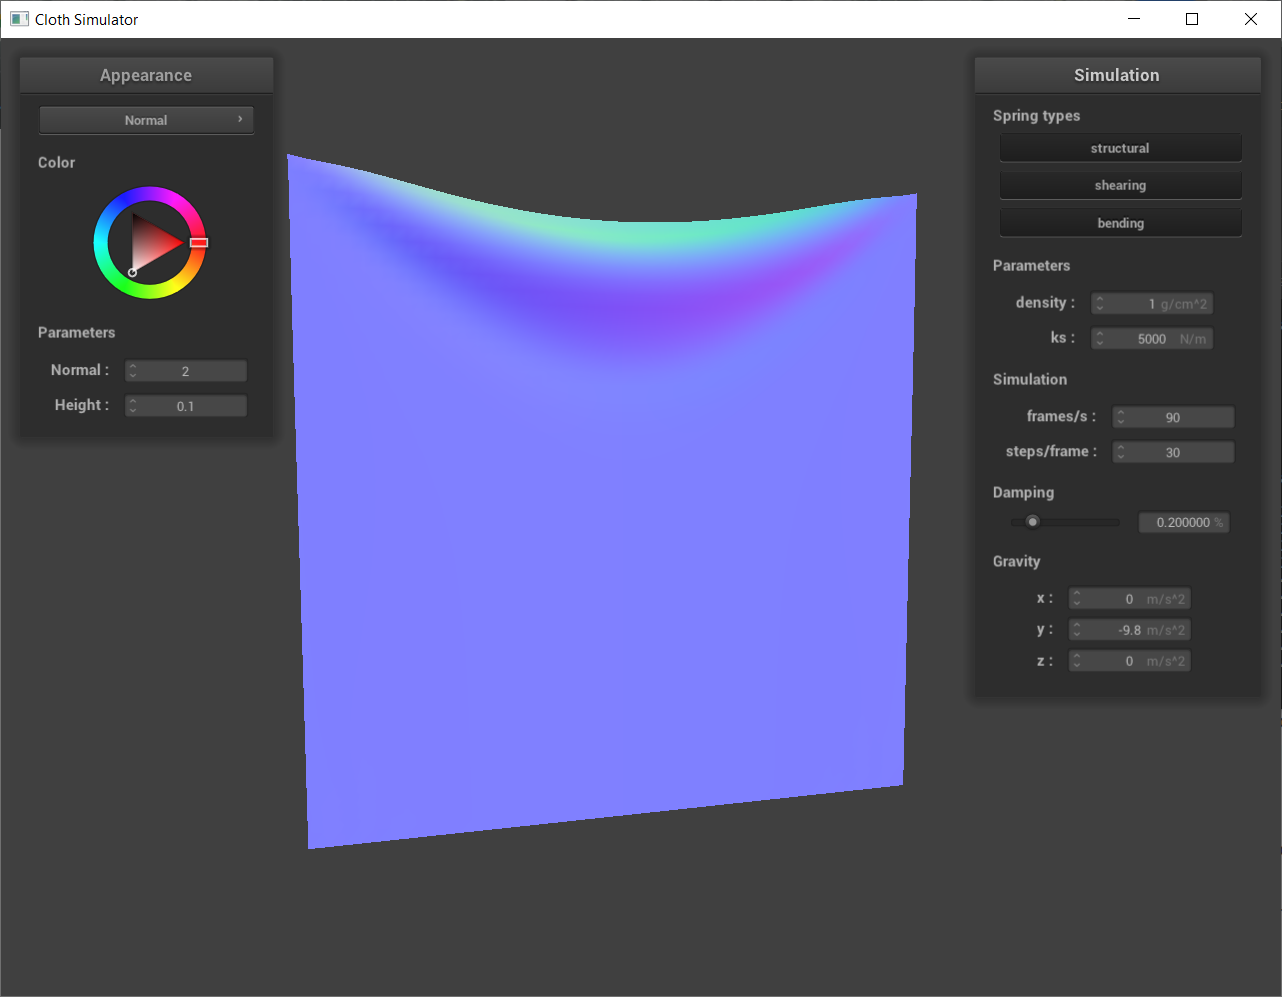 Cloth Simulator
Appearance
Normal
Color
Parameters
Normal : 2
Height : 0.1
Simulation
Spring types
structural
shearing
bending
Parameters
density : 1 g/cm^2
ks : 5000 N/m
Simulation
frames/s : 90
steps/frame : 30
Damping
0.200000 %
Gravity
x : 0 m/s^2
y : -9.8 m/s^2
z : 0 m/s^2